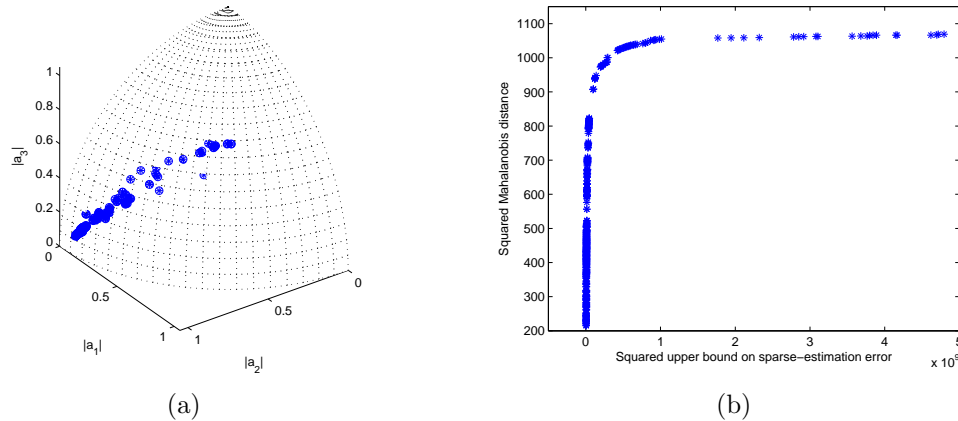 1
0.8
0.6
0.4
0.2
0
|a3|
0
0.5
1
|a1|
1
0.5
0
|a2|
(a)
1100
1000
900
800
700
600
500
400
300
200
Squared Mahalanobis distance
−1 0 1 2 3 4
Squared upper bound on sparse−estimation error
x 10
(b)